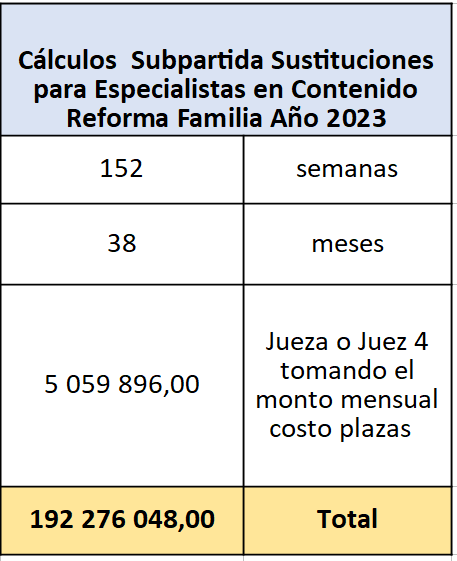 Cálculos  Subpartida Sustituciones
para Especialistas en Contenido
Reforma Familia Año 2023
152
semanas
38
meses
5 059 896,00
Jueza o Juez 4
tomando el
monto mensual
costo plazas
192 276 048,00
Total